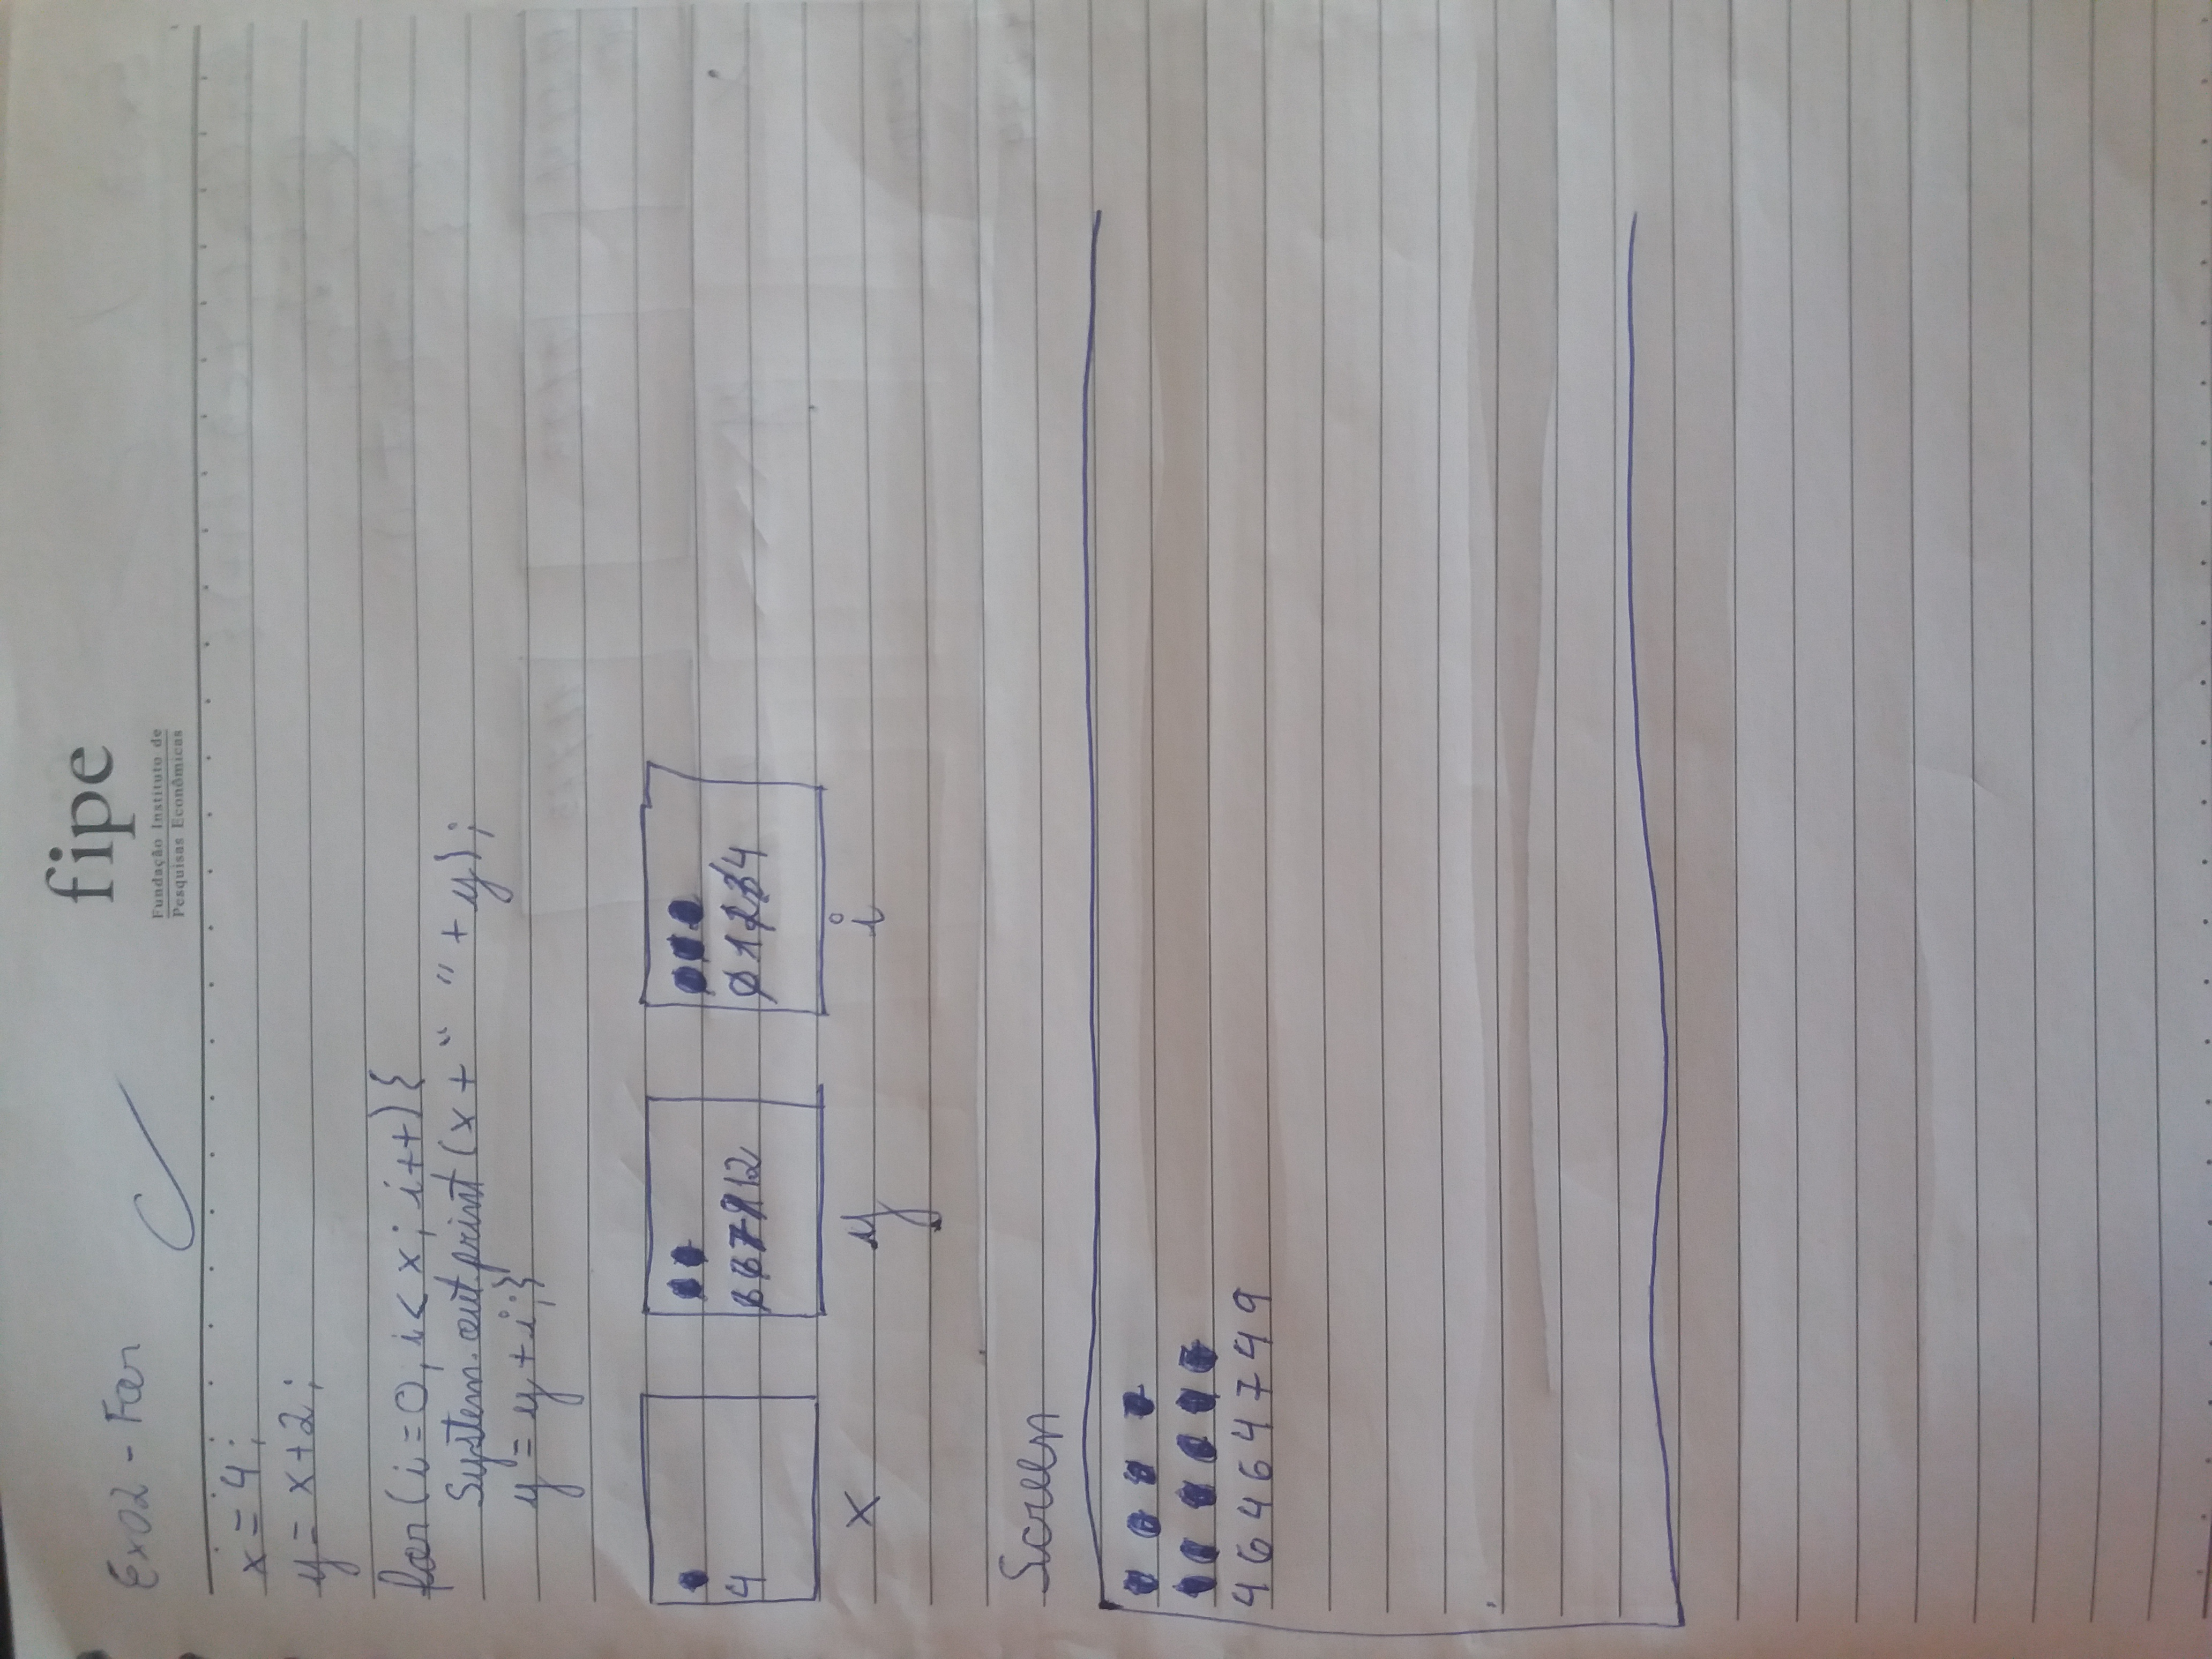 Ex02 - For
fipe
Fundação Instituto de
Pesquisas Econômicas
x = 4;
y = x+2;
for (i=0, i< x; i++){
System.out.print (x + " " + y);
y = y + i;}
4
6 6 7 9 12
0 1 2 3 4
x
y
i
Screen
4 6 4 6 4 7 4 9